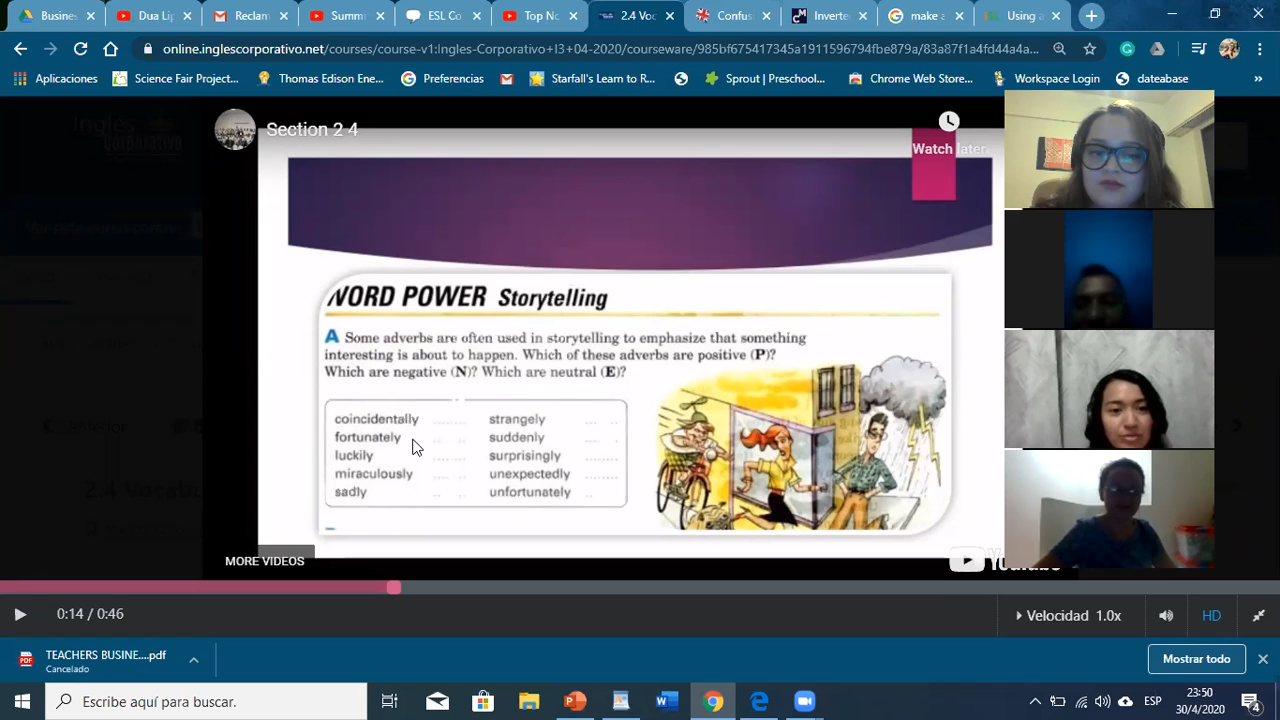 Busines
Dua Lip
Reclam
Summi
ESL Co
Top No
2.4 Voc
Confus
Inverte
make a
Using a
online.inglescorporativo.net/courses/course-v1:Ingles-Corporativo+I3+04-2020/courseware/985bf675417345a1911596794fbe879a/83a87f1a4fd44a4a...
Aplicaciones
Science Fair Project...
Thomas Edison Ene...
Preferencias
Starfall's Learn to R...
Sprout | Preschool...
Chrome Web Store...
Workspace Login
dateabase
»
Section 2 4
Watch later
WORD POWER Storytelling
A Some adverbs are often used in storytelling to emphasize that something
interesting is about to happen. Which of these adverbs are positive (P)?
Which are negative (N)? Which are neutral (E)?
coincidentally
fortunately
luckily
miraculously
sadly
strangely
suddenly
surprisingly
unexpectedly
unfortunately
MORE VIDEOS
0:14 / 0:46
Velocidad 1.0x
HD
TEACHERS BUSINE....pdf
Cancelado
Mostrar todo
Escribe aquí para buscar.
ESP
23:50
30/4/2020
4